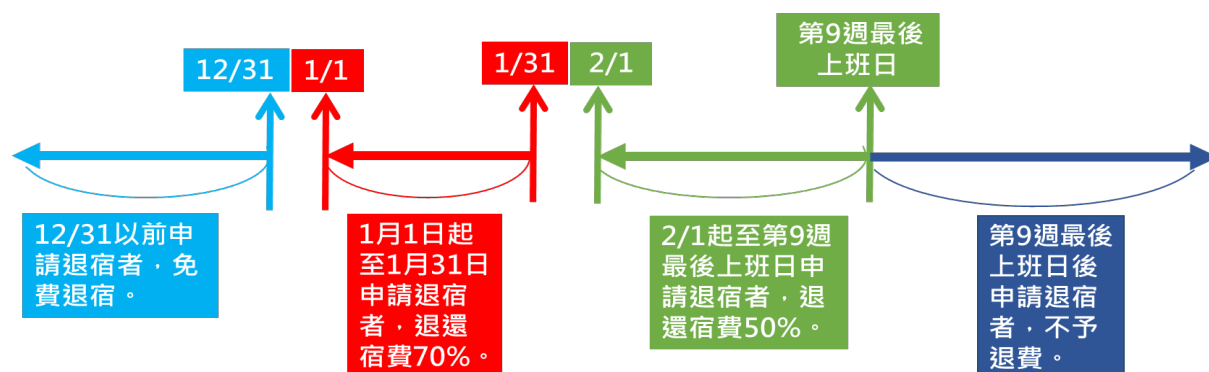 12/31
1/1
1/31
2/1
第9週最後
上班日
12/31以前申
請退宿者，免
費退宿。
1月1日起
至1月31日
申請退宿
者，退還
宿費70%。
2/1起至第9週
最後上班日申
請退宿者，退
還宿費50%。
第9週最後
上班日後
申請退宿
者，不予
退費。